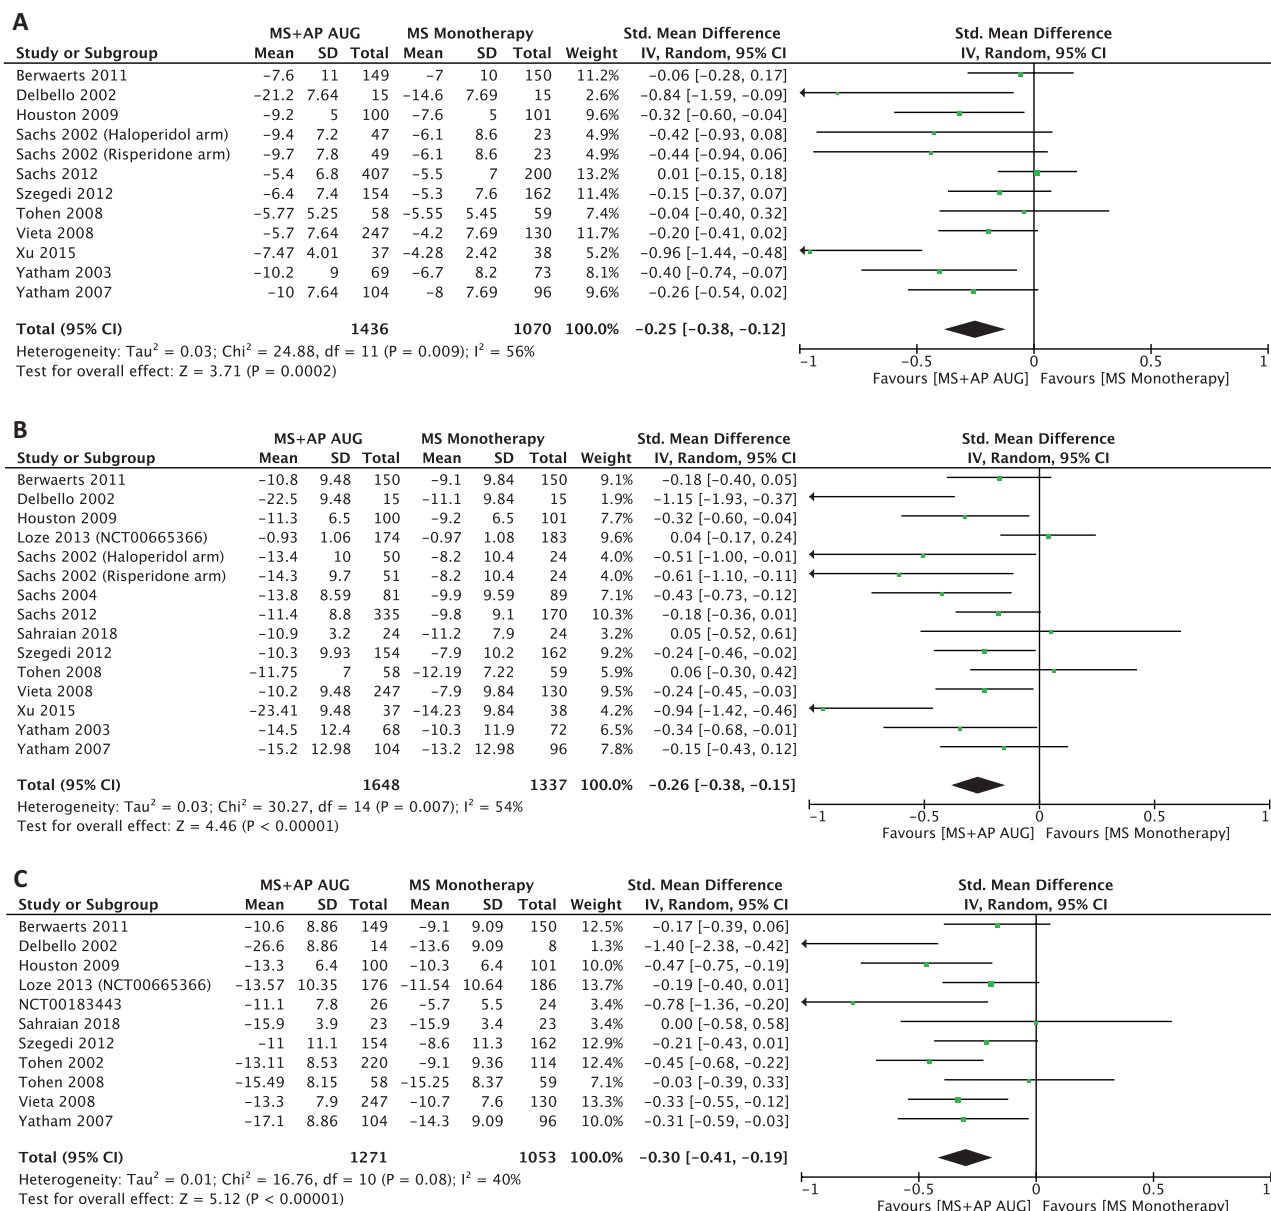 A
MS+AP AUG MS Monotherapy Std. Mean Difference Std. Mean Difference
Study or Subgroup Mean SD Total Mean SD Total Weight IV, Random, 95% CI IV, Random, 95% CI
Berwaerts 2011 −7.6 11 149 −7 10 150 11.2% −0.06 [−0.28, 0.17]
Delbello 2002 −21.2 7.64 15 −14.6 7.69 15 2.6% −0.84 [−1.59, −0.09]
Houston 2009 −9.2 5 100 −7.6 5 101 9.6% −0.32 [−0.60, −0.04]
Sachs 2002 (Haloperidol arm) −9.4 7.2 47 −6.1 8.6 23 4.9% −0.42 [−0.93, 0.08]
Sachs 2002 (Risperidone arm) −9.7 7.8 49 −6.1 8.6 23 4.9% −0.44 [−0.94, 0.06]
Sachs 2012 −5.4 6.8 407 −5.5 7 200 13.2% 0.01 [−0.15, 0.18]
Szegedi 2012 −6.4 7.4 154 −5.3 7.6 162 11.4% −0.15 [−0.37, 0.07]
Tohen 2008 −5.77 5.25 58 −5.55 5.45 59 7.4% −0.04 [−0.40, 0.32]
Vieta 2008 −5.7 7.64 247 −4.2 7.69 130 11.7% −0.20 [−0.41, 0.02]
Xu 2015 −7.47 4.01 37 −4.28 2.42 38 5.2% −0.96 [−1.44, −0.48]
Yatham 2003 −10.2 9 69 −6.7 8.2 73 8.1% −0.40 [−0.74, −0.07]
Yatham 2007 −10 7.64 104 −8 7.69 96 9.6% −0.26 [−0.54, 0.02]
Total (95% CI) 1436 1070 100.0% −0.25 [−0.38, −0.12]
Heterogeneity: Tau² = 0.03; Chi² = 24.88, df = 11 (P = 0.009); I² = 56%
Test for overall effect: Z = 3.71 (P = 0.0002)
−1 −0.5 0 0.5 1
Favours [MS+AP AUG] Favours [MS Monotherapy]
B
MS+AP AUG MS Monotherapy Std. Mean Difference Std. Mean Difference
Study or Subgroup Mean SD Total Mean SD Total Weight IV, Random, 95% CI IV, Random, 95% CI
Berwaerts 2011 −10.8 9.48 150 −9.1 9.84 150 9.1% −0.18 [−0.40, 0.05]
Delbello 2002 −22.5 9.48 15 −11.1 9.84 15 1.9% −1.15 [−1.93, −0.37]
Houston 2009 −11.3 6.5 100 −9.2 6.5 101 7.7% −0.32 [−0.60, −0.04]
Loze 2013 (NCT00665366) −0.93 1.06 174 −0.97 1.08 183 9.6% 0.04 [−0.17, 0.24]
Sachs 2002 (Haloperidol arm) −13.4 10 50 −8.2 10.4 24 4.0% −0.51 [−1.00, −0.01]
Sachs 2002 (Risperidone arm) −14.3 9.7 51 −8.2 10.4 24 4.0% −0.61 [−1.10, −0.11]
Sachs 2004 −13.8 8.59 81 −9.9 9.59 89 7.1% −0.43 [−0.73, −0.12]
Sachs 2012 −11.4 8.8 335 −9.8 9.1 170 10.3% −0.18 [−0.36, 0.01]
Sahraian 2018 −10.9 3.2 24 −11.2 7.9 24 3.2% 0.05 [−0.52, 0.61]
Szegedi 2012 −10.3 9.93 154 −7.9 10.2 162 9.2% −0.24 [−0.46, −0.02]
Tohen 2008 −11.75 7 58 −12.19 7.22 59 5.9% 0.06 [−0.30, 0.42]
Vieta 2008 −10.2 9.48 247 −7.9 9.84 130 9.5% −0.24 [−0.45, −0.03]
Xu 2015 −23.41 9.48 37 −14.23 9.84 38 4.2% −0.94 [−1.42, −0.46]
Yatham 2003 −14.5 12.4 68 −10.3 11.9 72 6.5% −0.34 [−0.68, −0.01]
Yatham 2007 −15.2 12.98 104 −13.2 12.98 96 7.8% −0.15 [−0.43, 0.12]
Total (95% CI) 1648 1337 100.0% −0.26 [−0.38, −0.15]
Heterogeneity: Tau² = 0.03; Chi² = 30.27, df = 14 (P = 0.007); I² = 54%
Test for overall effect: Z = 4.46 (P < 0.00001)
−1 −0.5 0 0.5 1
Favours [MS+AP AUG] Favours [MS Monotherapy]
C
MS+AP AUG MS Monotherapy Std. Mean Difference Std. Mean Difference
Study or Subgroup Mean SD Total Mean SD Total Weight IV, Random, 95% CI IV, Random, 95% CI
Berwaerts 2011 −10.6 8.86 149 −9.1 9.09 150 12.5% −0.17 [−0.39, 0.06]
Delbello 2002 −26.6 8.86 14 −13.6 9.09 8 1.3% −1.40 [−2.38, −0.42]
Houston 2009 −13.3 6.4 100 −10.3 6.4 101 10.0% −0.47 [−0.75, −0.19]
Loze 2013 (NCT00665366) −13.57 10.35 176 −11.54 10.64 186 13.7% −0.19 [−0.40, 0.01]
NCT00183443 −11.1 7.8 26 −5.7 5.5 24 3.4% −0.78 [−1.36, −0.20]
Sahraian 2018 −15.9 3.9 23 −15.9 3.4 23 3.4% 0.00 [−0.58, 0.58]
Szegedi 2012 −11 11.1 154 −8.6 11.3 162 12.9% −0.21 [−0.43, 0.01]
Tohen 2002 −13.11 8.53 220 −9.1 9.36 114 12.4% −0.45 [−0.68, −0.22]
Tohen 2008 −15.49 8.15 58 −15.25 8.37 59 7.1% −0.03 [−0.39, 0.33]
Vieta 2008 −13.3 7.9 247 −10.7 7.6 130 13.3% −0.33 [−0.55, −0.12]
Yatham 2007 −17.1 8.86 104 −14.3 9.09 96 10.0% −0.31 [−0.59, −0.03]
Total (95% CI) 1271 1053 100.0% −0.30 [−0.41, −0.19]
Heterogeneity: Tau² = 0.01; Chi² = 16.76, df = 10 (P = 0.08); I² = 40%
Test for overall effect: Z = 5.12 (P < 0.00001)
−1 −0.5 0 0.5 1
Favours [MS+AP AUG] Favours [MS Monotherapy]